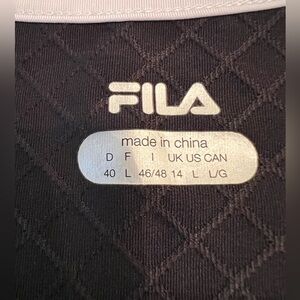 FILA
made in china
D F I UK US CAN
40 L 46/48 14 L L/G